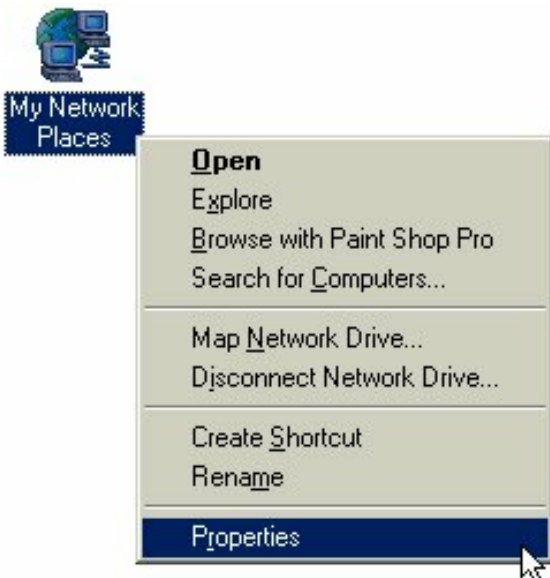 My Network
Places
Open
Explore
Browse with Paint Shop Pro
Search for Computers...
Map Network Drive...
Disconnect Network Drive...
Create Shortcut
Rename
Properties